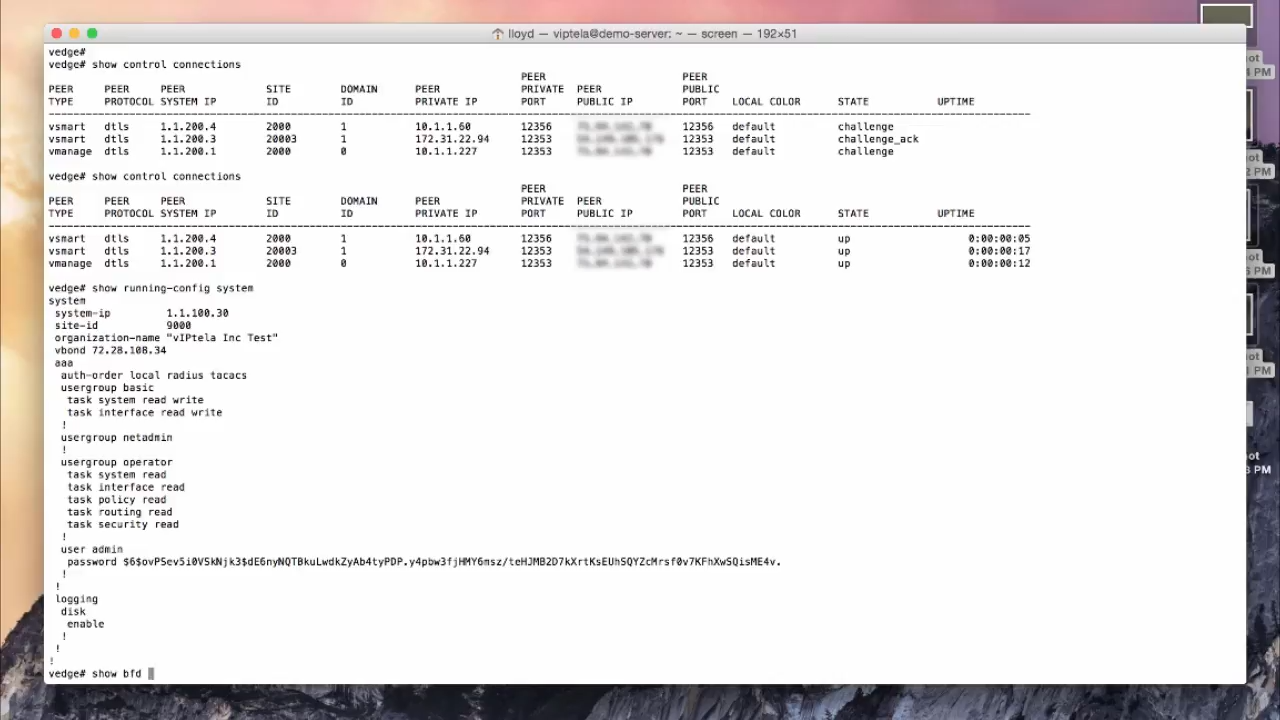 lloyd — viptela@demo-server: ~ — screen — 192×51
vedge#
vedge# show control connections
PEER PEER
PEER PEER PEER SITE DOMAIN PEER PRIVATE PEER PUBLIC
TYPE PROTOCOL SYSTEM IP ID ID PRIVATE IP PORT PUBLIC IP PORT LOCAL COLOR STATE UPTIME
vsmart dtls 1.1.200.4 2000 1 10.1.1.60 12356 12356 default challenge
vsmart dtls 1.1.200.3 20003 1 172.31.22.94 12353 12353 default challenge_ack
vmanage dtls 1.1.200.1 2000 0 10.1.1.227 12353 12353 default challenge
vedge# show control connections
PEER PEER
PEER PEER PEER SITE DOMAIN PEER PRIVATE PEER PUBLIC
TYPE PROTOCOL SYSTEM IP ID ID PRIVATE IP PORT PUBLIC IP PORT LOCAL COLOR STATE UPTIME
vsmart dtls 1.1.200.4 2000 1 10.1.1.60 12356 12356 default up 0:00:00:05
vsmart dtls 1.1.200.3 20003 1 172.31.22.94 12353 12353 default up 0:00:00:17
vmanage dtls 1.1.200.1 2000 0 10.1.1.227 12353 12353 default up 0:00:00:12
vedge# show running-config system
system
system-ip 1.1.100.30
site-id 9000
organization-name "vIPtela Inc Test"
vbond 72.28.108.34
aaa
auth-order local radius tacacs
usergroup basic
task system read write
task interface read write
!
usergroup netadmin
!
usergroup operator
task system read
task interface read
task policy read
task routing read
task security read
!
user admin
password $6$ovPSev5i0VSkNjk3$dE6nyNQTBkuLwdkZyAb4tyPDP.y4pbw3fjHMY6msz/teHJMB2D7kXrtKsEUhSQYZcMrsf0v7KFhXwSQisME4v.
!
!
logging
disk
enable
!
!
!
vedge# show bfd